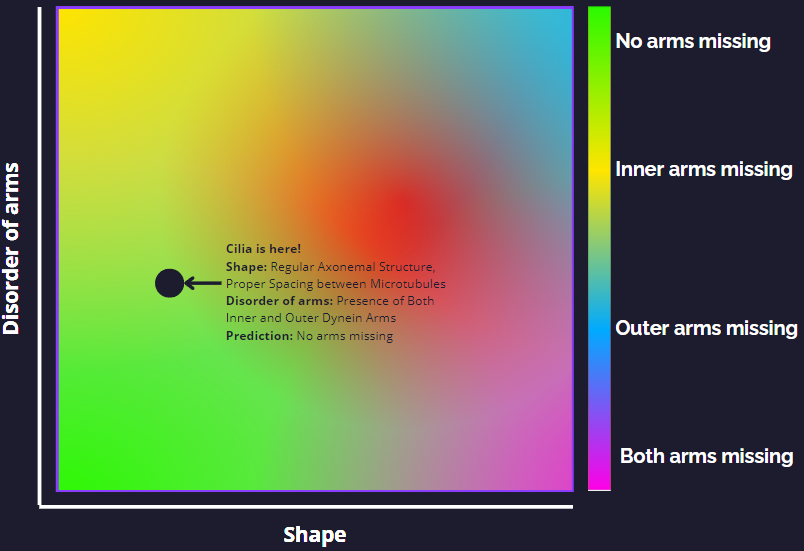 No arms missing
Inner arms missing
Disorder of arms
Cilia is here!
Shape: Regular Axonemal Structure,
Proper Spacing between Microtubules
Disorder of arms: Presence of Both
Inner and Outer Dynein Arms
Prediction: No arms missing
Outer arms missing
Both arms missing
Shape